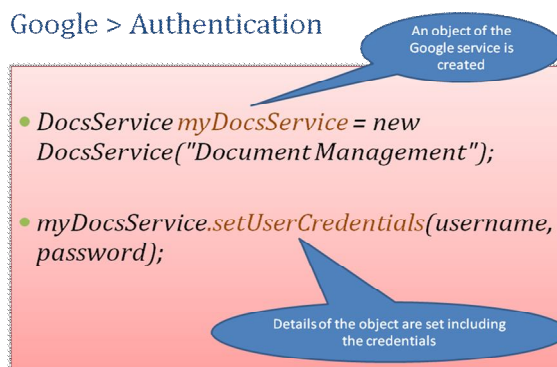 Google > Authentication
An object of the
Google service is
created
DocsService myDocsService = new
DocsService("Document Management");
myDocsService.setUserCredentials(username,
password);
Details of the object are set including
the credentials